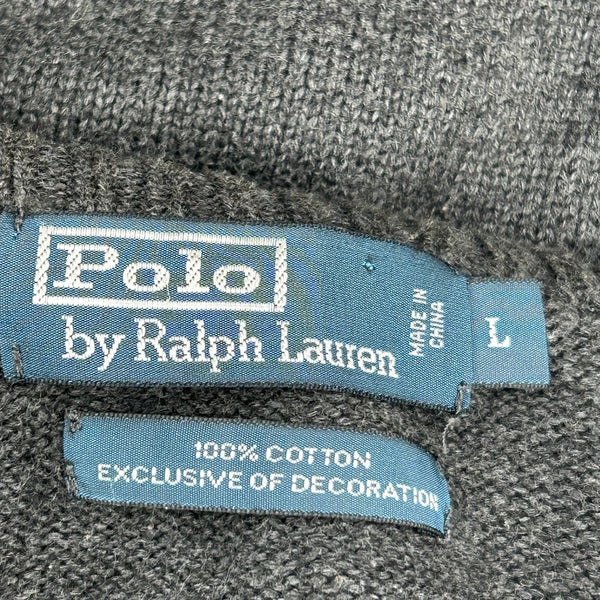 Polo
by Ralph Lauren
MADE IN
CHINA
L
100% COTTON
EXCLUSIVE OF DECORATION